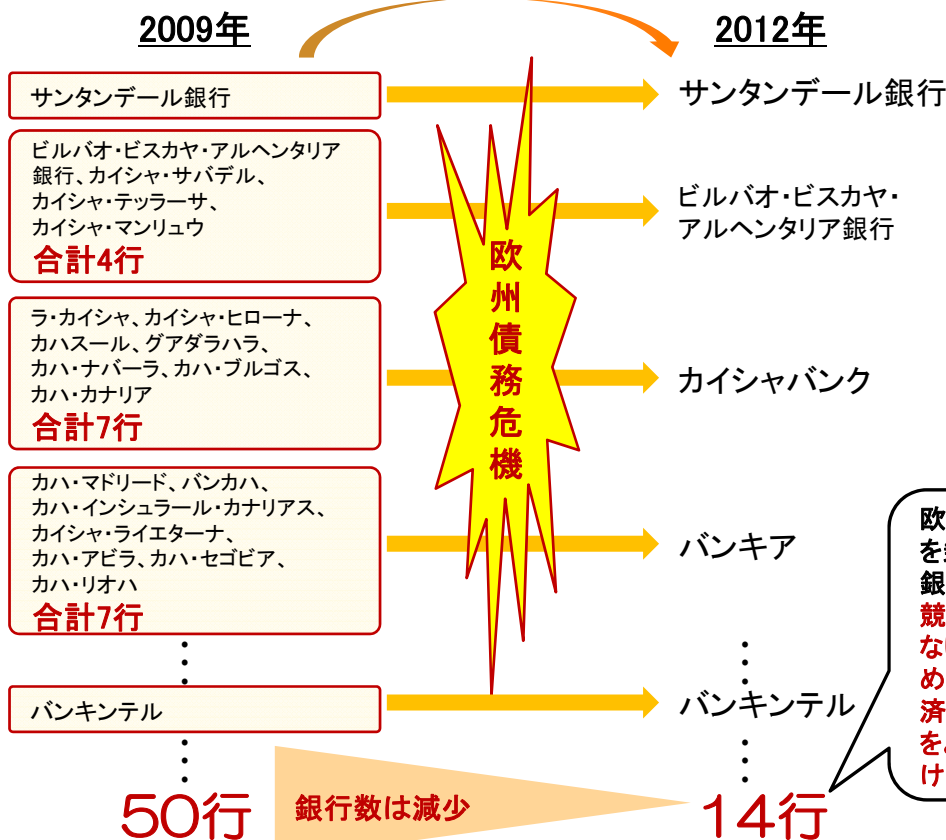 2009年
2012年
サンタンデール銀行
サンタンデール銀行
ビルバオ・ビスカヤ・アルヘンタリア
銀行、カイシャ・サバデル、
カイシャ・テッラーサ、
カイシャ・マンリュウ
合計4行
ビルバオ・ビスカヤ・
アルヘンタリア銀行
ラ・カイシャ、カイシャ・ヒローナ、
カハスール、グアダラハラ、
カハ・ナバーラ、カハ・ブルゴス、
カハ・カナリア
合計7行
カイシャバンク
カハ・マドリード、バンカハ、
カハ・インシュラール・カナリアス、
カイシャ・ライエターナ、
カハ・アビラ、カハ・セゴビア、
カハ・リオハ
合計7行
バンキア
欧州債務危機
バンキンテル
バンキンテル
50行
銀行数は減少
14行
欧
を
銀
競
な
め
済
を
け